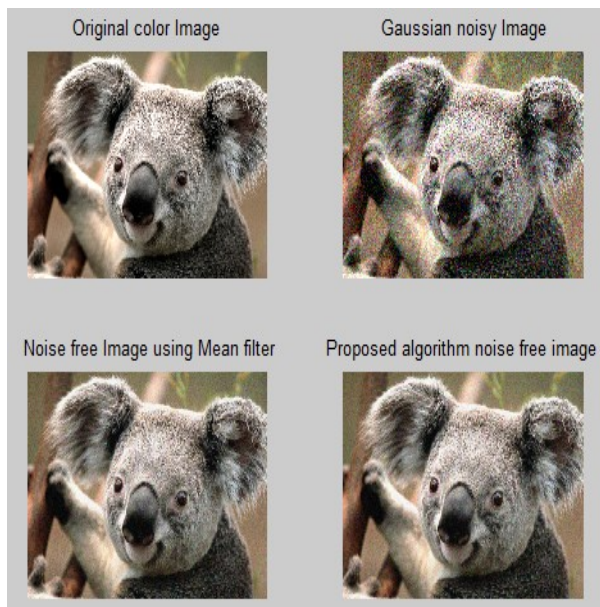 Original color Image
Gaussian noisy Image
Noise free Image using Mean filter
Proposed algorithm noise free image